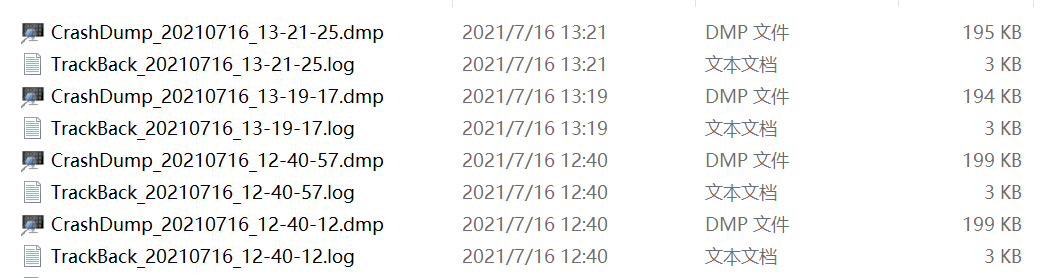 CrashDump_20210716_13-21-25.dmp 2021/7/16 13:21 DMP 文件 195 KB
TrackBack_20210716_13-21-25.log 2021/7/16 13:21 文本文档 3 KB
CrashDump_20210716_13-19-17.dmp 2021/7/16 13:19 DMP 文件 194 KB
TrackBack_20210716_13-19-17.log 2021/7/16 13:19 文本文档 3 KB
CrashDump_20210716_12-40-57.dmp 2021/7/16 12:40 DMP 文件 199 KB
TrackBack_20210716_12-40-57.log 2021/7/16 12:40 文本文档 3 KB
CrashDump_20210716_12-40-12.dmp 2021/7/16 12:40 DMP 文件 199 KB
TrackBack_20210716_12-40-12.log 2021/7/16 12:40 文本文档 3 KB